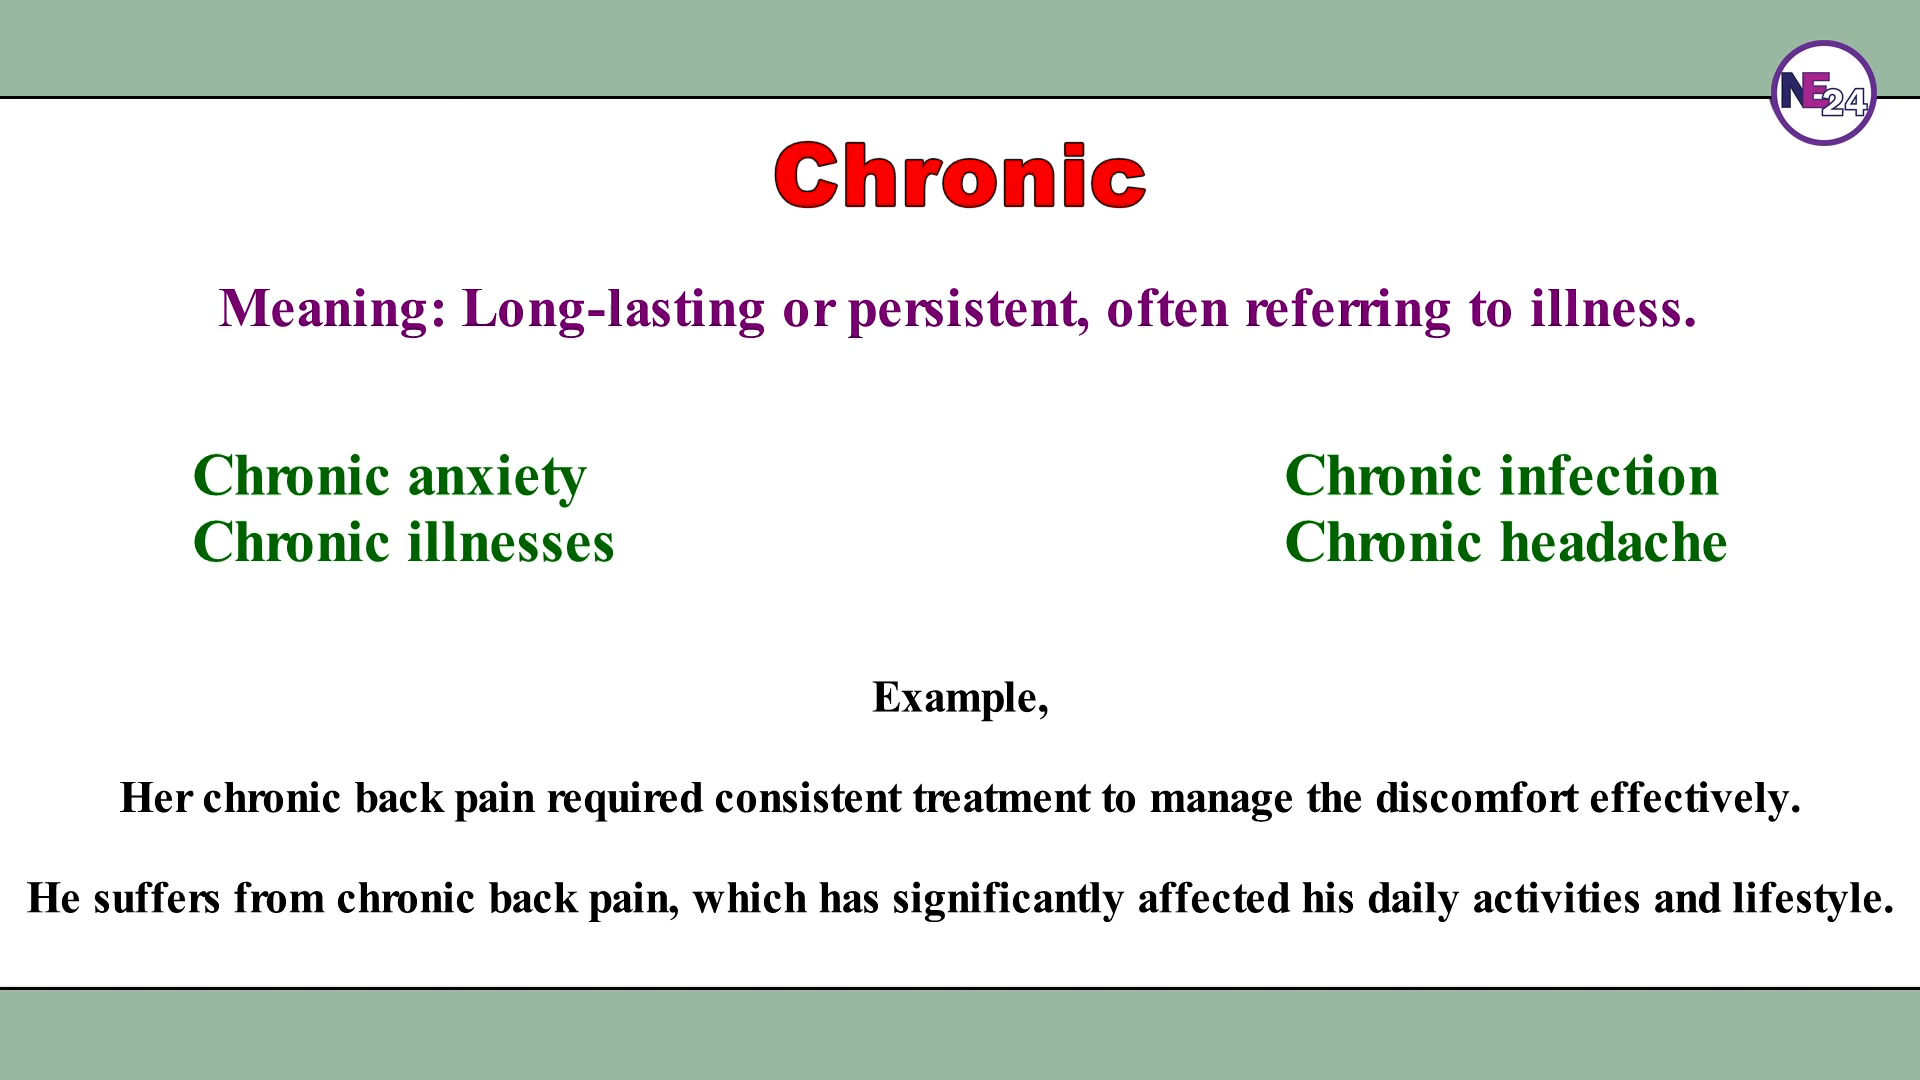 NE24
Chronic
Meaning: Long-lasting or persistent, often referring to illness.
Chronic anxiety
Chronic illnesses
Chronic infection
Chronic headache
Example,
Her chronic back pain required consistent treatment to manage the discomfort effectively.
He suffers from chronic back pain, which has significantly affected his daily activities and lifestyle.